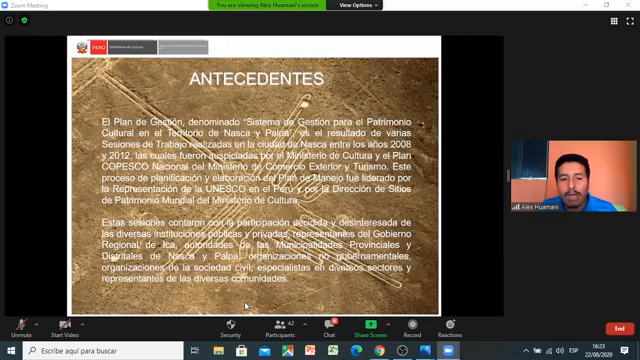 Zoom Meeting
You are viewing Alex Huamani's screen
View Options
PERÚ
Ministerio de Cultura
ANTECEDENTES
El Plan de Gestión, denominado "Sistema de Gestión para el Patrimonio
Cultural en el Territorio de Nasca y Palpa", es el resultado de varias
Sesiones de Trabajo realizadas en la ciudad de Nasca entre los años 2008
y 2012, las cuales fueron auspiciadas por el Ministerio de Cultura y el Plan
COPESCO Nacional del Ministerio de Comercio Exterior y Turismo. Este
proceso de planificación y elaboración del Plan de Manejo fue liderado
por la Representación de la UNESCO en el Perú y por la Dirección de Sitios
de Patrimonio Mundial del Ministerio de Cultura.
Estas sesiones contaron con la participación decidida y desinteresada de
las diversas instituciones públicas y privadas, representantes del Gobierno
Regional de Ica, autoridades de las Municipalidades Provinciales y
Distritales de Nasca y Palpa, organizaciones no gubernamentales,
organizaciones de la sociedad civil, especialistas en diversos sectores y
representantes de las diversas comunidades.
Alex Huamani
Unmute
Start Video
Security
Participants
42
Chat
Share Screen
Record
Reactions
End
Escribe aquí para buscar
ESP
16:23
22/08/2020